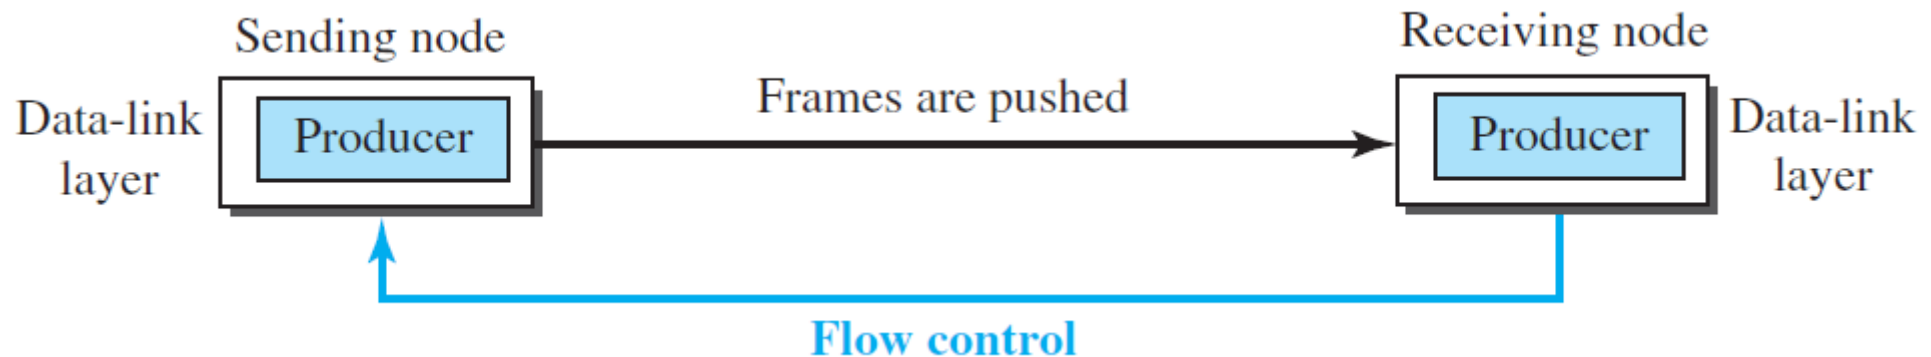 Sending node
Receiving node
Data-link
layer
Producer
Frames are pushed
Producer
Data-link
layer
Flow control